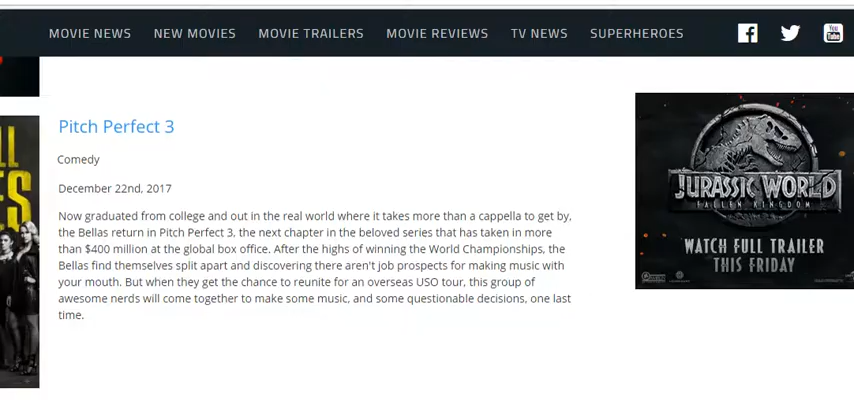 MOVIE NEWS NEW MOVIES MOVIE TRAILERS MOVIE REVIEWS TV NEWS SUPERHEROES
You
Tube
Pitch Perfect 3
Comedy
December 22nd, 2017
Now graduated from college and out in the real world where it takes more than a cappella to get by,
the Bellas return in Pitch Perfect 3, the next chapter in the beloved series that has taken in more
than $400 million at the global box office. After the highs of winning the World Championships, the
Bellas find themselves split apart and discovering there aren't job prospects for making music with
your mouth. But when they get the chance to reunite for an overseas USO tour, this group of
awesome nerds will come together to make some music, and some questionable decisions, one last
time.
JURASSIC WORLD
FALLEN KINGDOM
WATCH FULL TRAILER
THIS FRIDAY